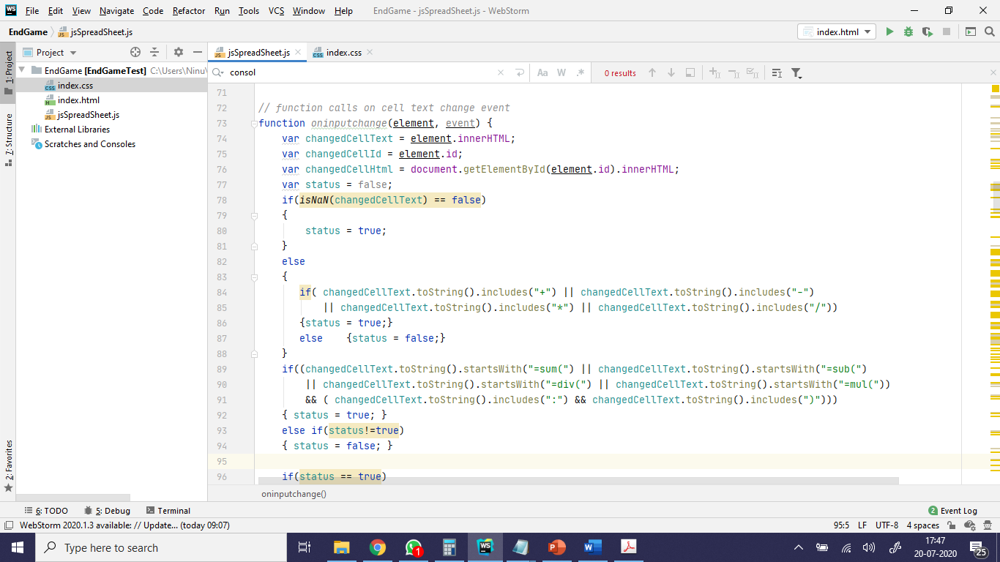 WS File Edit View Navigate Code Refactor Run Tools VCS Window Help EndGame - jsSpreadSheet.js - WebStorm
EndGame jsSpreadSheet.js index.html
1: Project
7: Structure
2: Favorites
Project
EndGame [EndGameTest] C:\Users\Ninu\
index.css
index.html
jsSpreadSheet.js
External Libraries
Scratches and Consoles
jsSpreadSheet.js index.css
consol Aa W .* 0 results
71
72 // function calls on cell text change event
73 function oninputchange(element, event) {
74 var changedCellText = element.innerHTML;
75 var changedCellId = element.id;
76 var changedCellHtml = document.getElementById(element.id).innerHTML;
77 var status = false;
78 if(isNaN(changedCellText) == false)
79 {
80 status = true;
81 }
82 else
83 {
84 if( changedCellText.toString().includes("+") || changedCellText.toString().includes("-")
85 || changedCellText.toString().includes("*") || changedCellText.toString().includes("/"))
86 {status = true;}
87 else {status = false;}
88 }
89 if((changedCellText.toString().startsWith("=sum(") || changedCellText.toString().startsWith("=sub(")
90 || changedCellText.toString().startsWith("=div(") || changedCellText.toString().startsWith("=mul("))
91 && ( changedCellText.toString().includes(":") && changedCellText.toString().includes(")")))
92 { status = true; }
93 else if(status!=true)
94 { status = false; }
95
96 if(status == true)
oninputchange()
6: TODO 5: Debug Terminal 2 Event Log
WebStorm 2020.1.3 available: // Update... (today 09:07) 95:5 LF UTF-8 4 spaces
Type here to search 1 17:47
20-07-2020 25